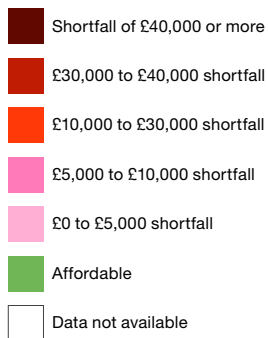 Shortfall of £40,000 or more
£30,000 to £40,000 shortfall
£10,000 to £30,000 shortfall
£5,000 to £10,000 shortfall
£0 to £5,000 shortfall
Affordable
Data not available